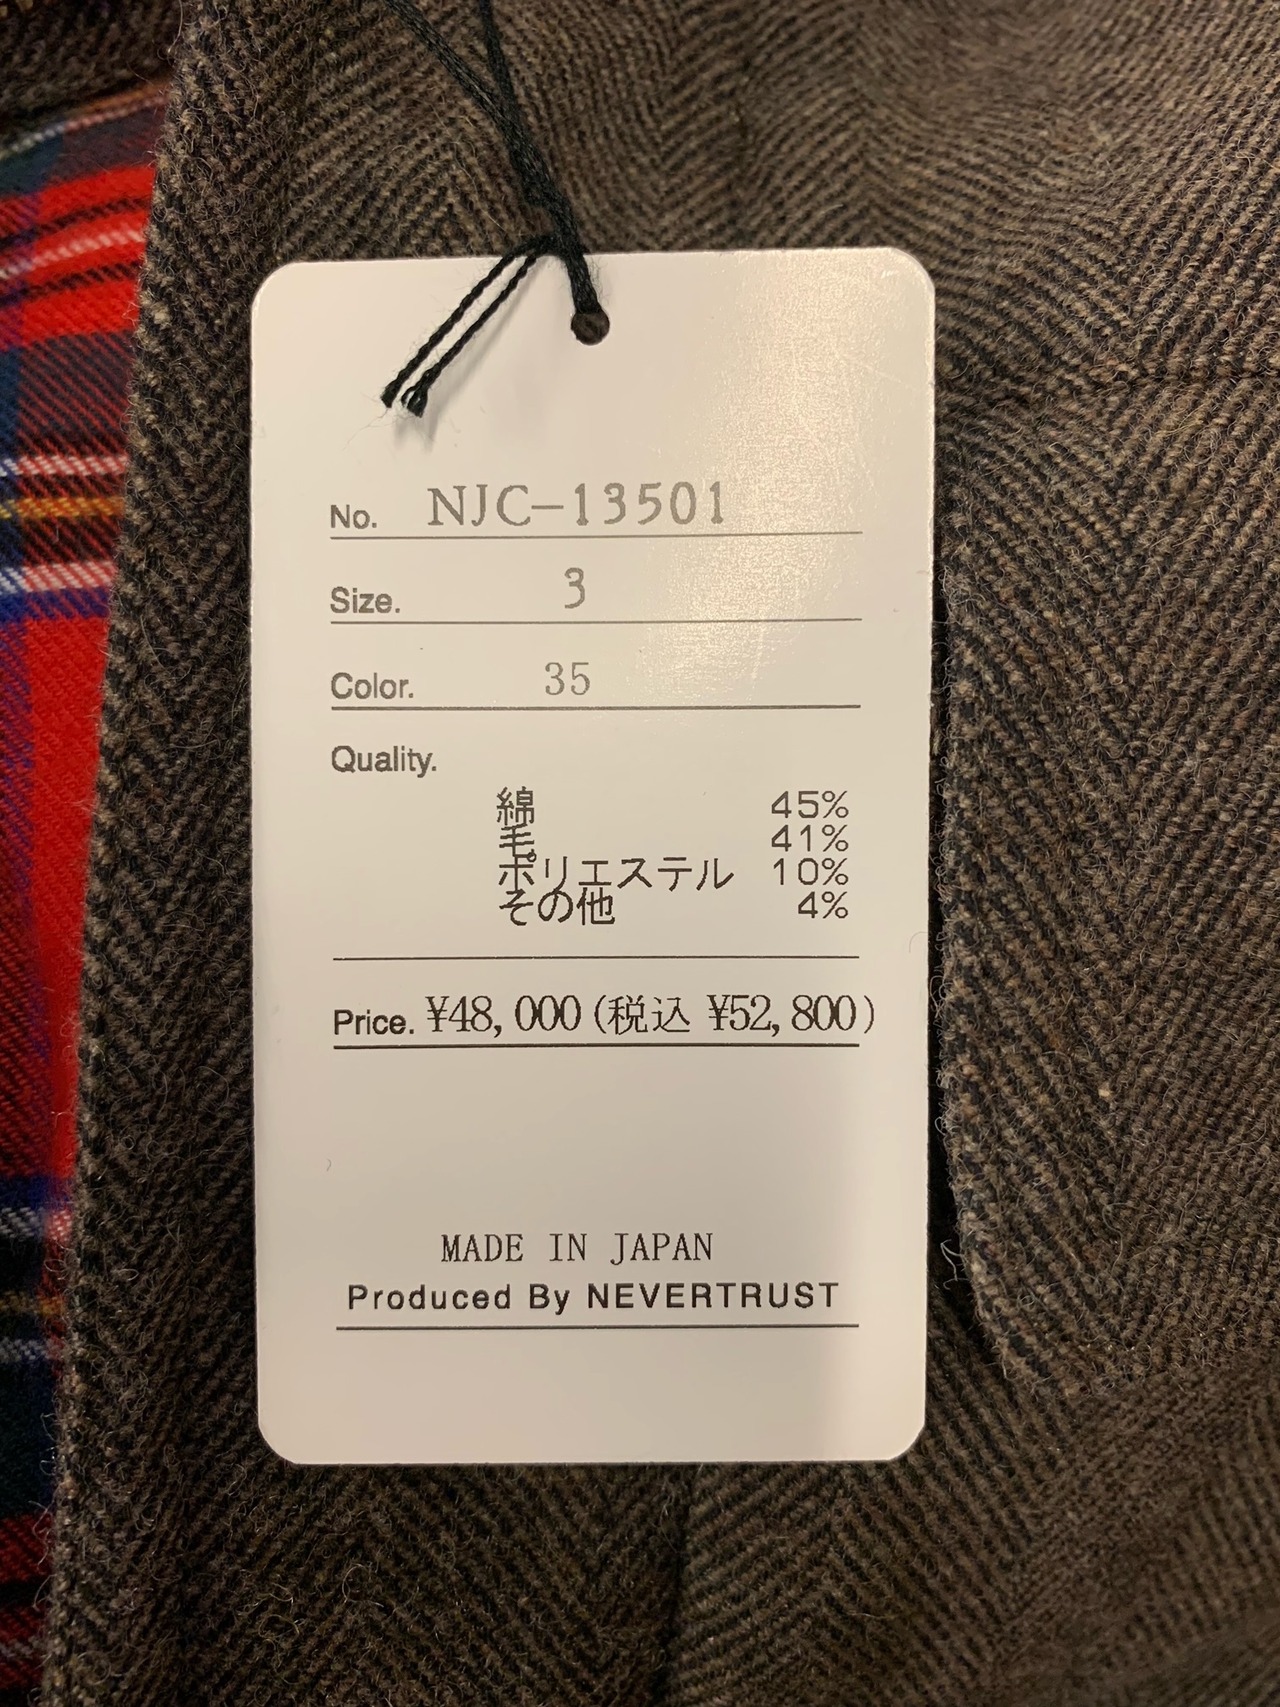 No. NJC-13501
Size. 3
Color. 35
Quality.
綿 45%
毛 41%
ポリエステル 10%
その他 4%
Price. ¥48,000(税込 ¥52,800)
MADE IN JAPAN
Produced By NEVERTRUST